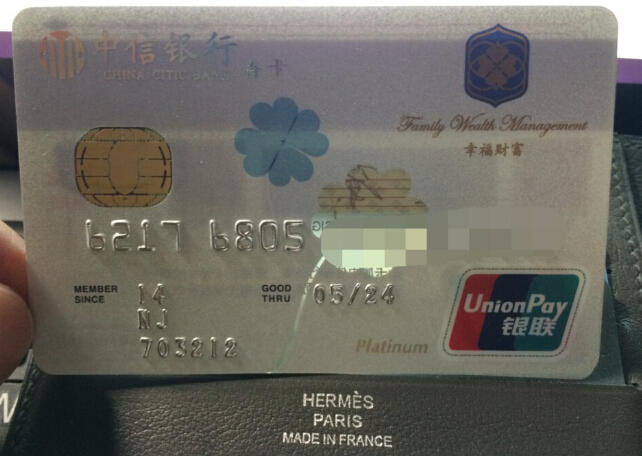 中信银行
CHINA CITIC BANK
Family Wealth Management
幸福财富
6217 6805
MEMBER SINCE 14
GOOD THRU 05/24
NJ
703212
UnionPay
银联
Platinum
HERMÈS
PARIS
MADE IN FRANCE